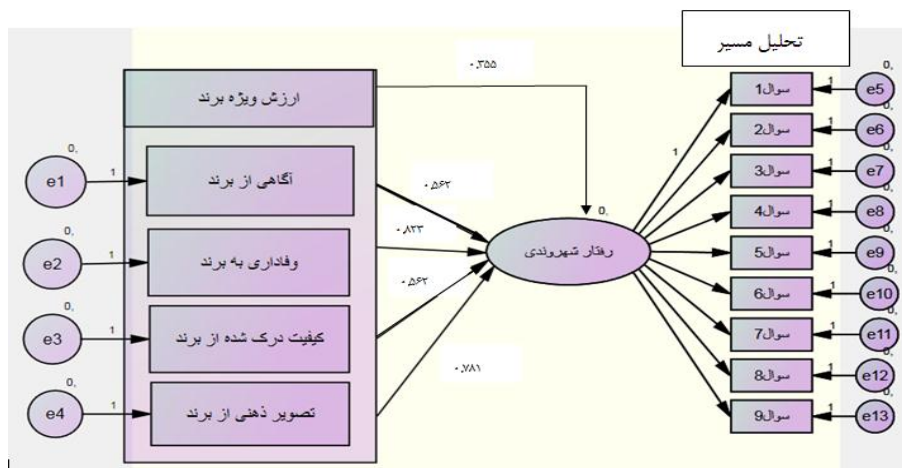 تحلیل مسیر
۰,۳۵۵
ارزش ویژه برند
آگاهی از برند
وفاداری به برند
کیفیت درک شده از برند
تصویر ذهنی از برند
e1
0,
1
e2
0,
1
e3
0,
1
e4
0,
1
۰,۵۶۲
۰,۸۲۳
۰,۵۶۲
۰,۷۸۱
رفتار شهروندی
0,
1
سوال1
1
e5
0,
سوال2
1
e6
0,
سوال3
1
e7
0,
سوال4
1
e8
0,
سوال5
1
e9
0,
سوال6
1
e10
0,
سوال7
1
e11
0,
سوال8
1
e12
0,
سوال9
1
e13
0,